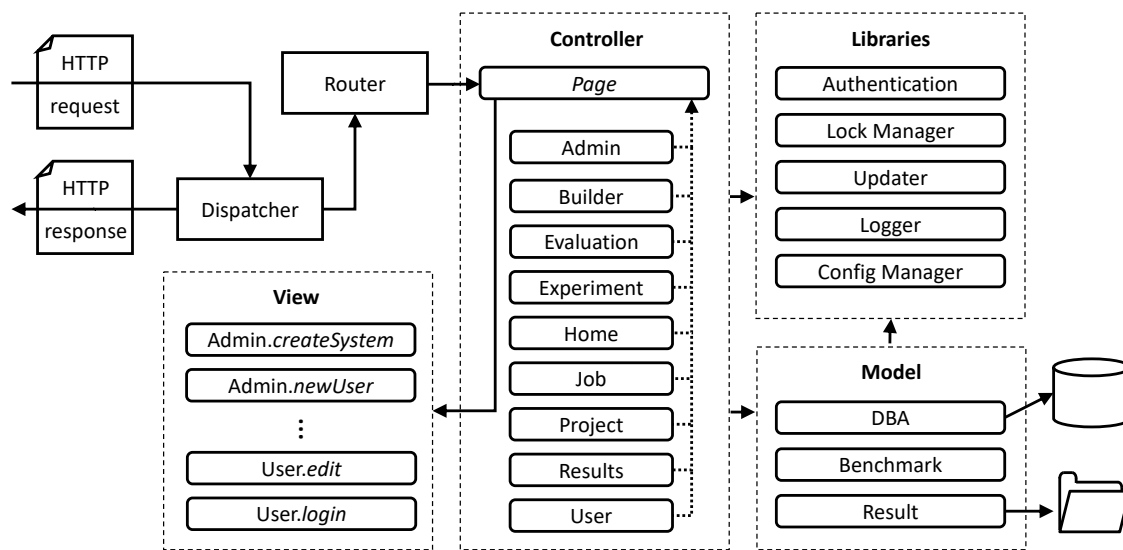 HTTP
request
HTTP
response
Dispatcher
Router
Controller
Page
Admin
Builder
Evaluation
Experiment
Home
Job
Project
Results
User
View
Admin.createSystem
Admin.newUser
⋮
User.edit
User.login
Libraries
Authentication
Lock Manager
Updater
Logger
Config Manager
Model
DBA
Benchmark
Result